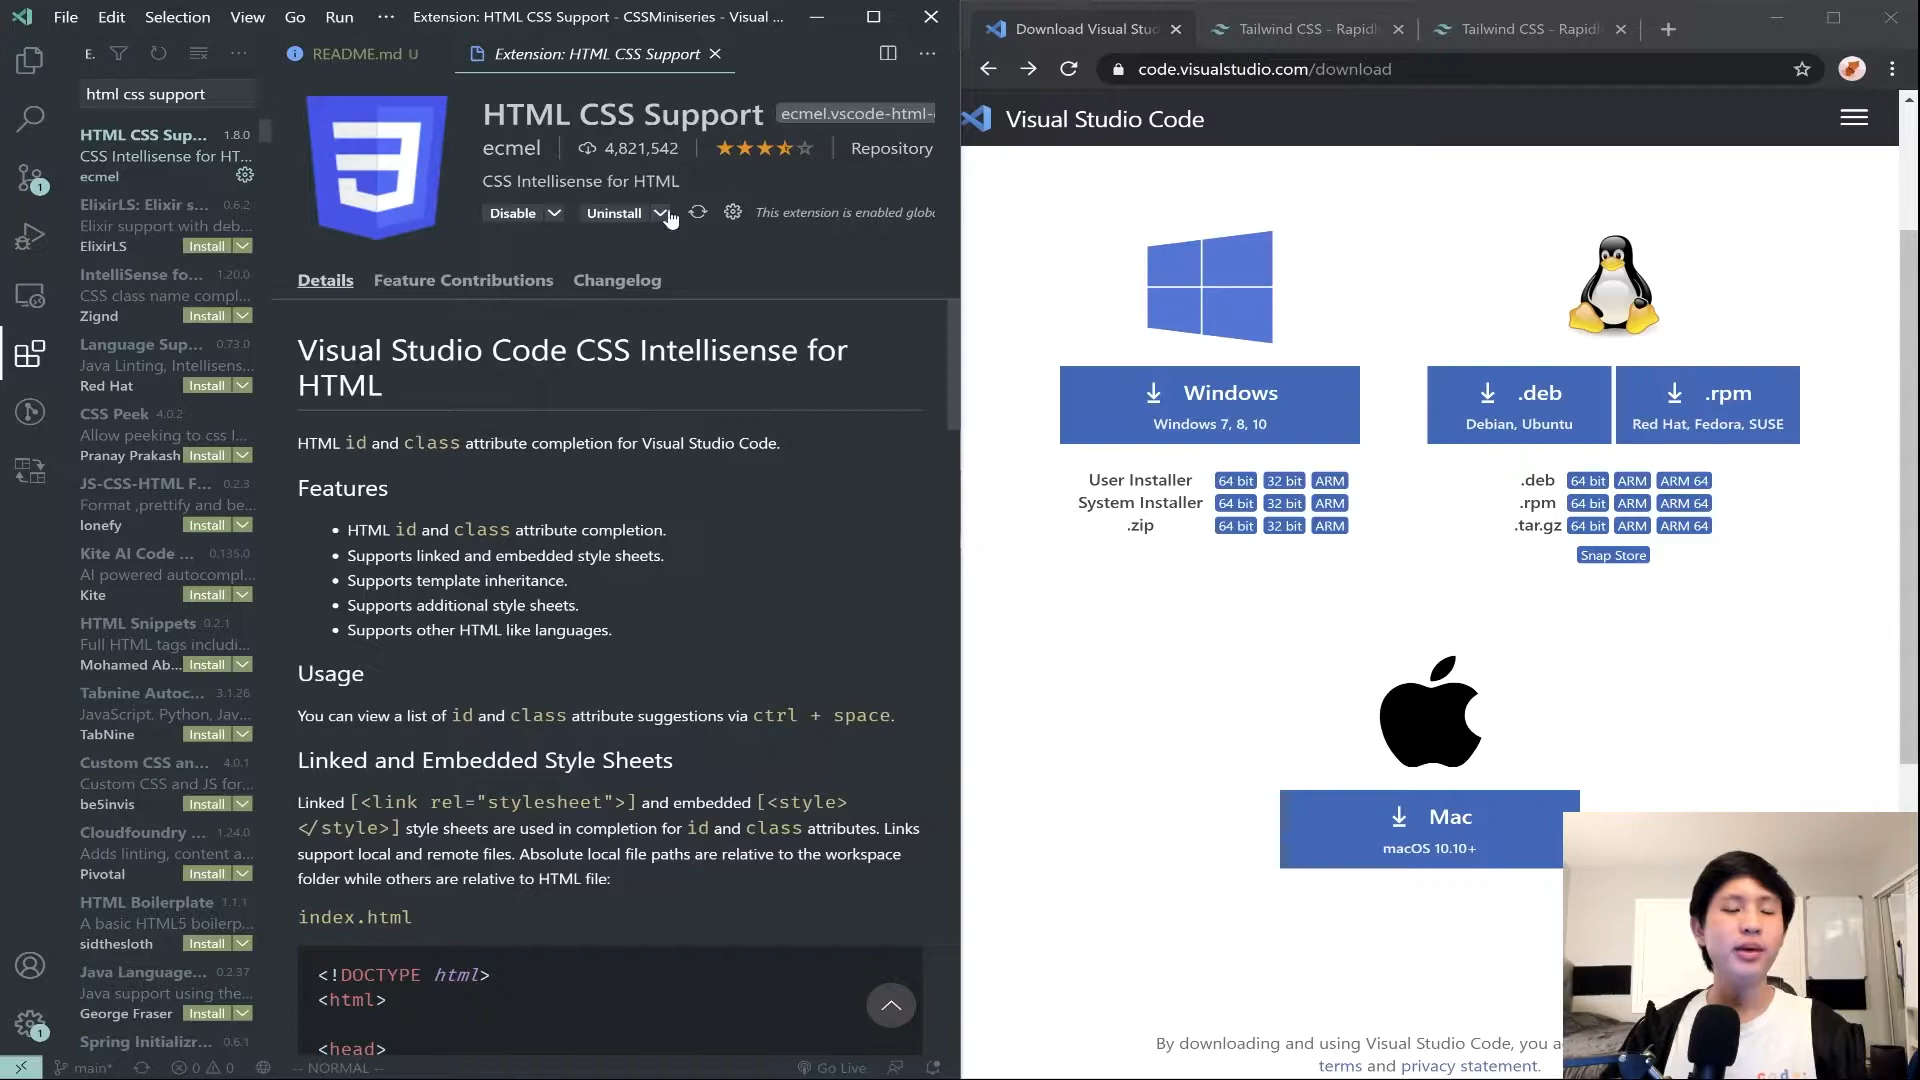 File Edit Selection View Go Run ··· Extension: HTML CSS Support - CSSMiniseries - Visual ...
E.
html css support
HTML CSS Sup... 1.8.0
CSS Intellisense for HT...
ecmel
ElixirLS: Elixir s... 0.6.2
Elixir support with deb...
ElixirLS Install
IntelliSense fo... 1.20.0
CSS class name compl...
Zignd Install
Language Sup... 0.73.0
Java Linting, Intellisens...
Red Hat Install
CSS Peek 4.0.2
Allow peeking to css I...
Pranay Prakash Install
JS-CSS-HTML F... 0.2.3
Format ,prettify and be...
lonefy Install
Kite AI Code ... 0.135.0
AI powered autocompl...
Kite Install
HTML Snippets 0.2.1
Full HTML tags includi...
Mohamed Ab... Install
Tabnine Autoc... 3.1.26
JavaScript, Python, Jav...
TabNine Install
Custom CSS an... 4.0.1
Custom CSS and JS for...
be5invis Install
Cloudfoundry ... 1.24.0
Adds linting, content a...
Pivotal Install
HTML Boilerplate 1.1.1
A basic HTML5 boilerp...
sidthesloth Install
Java Language... 0.2.37
Java support using the...
George Fraser Install
Spring Initializr... 0.6.1
1
1
README.md U
Extension: HTML CSS Support
HTML CSS Support ecmel.vscode-html-
ecmel 4,821,542 Repository
CSS Intellisense for HTML
Disable Uninstall This extension is enabled globa
Details Feature Contributions Changelog
Visual Studio Code CSS Intellisense for
HTML
HTML id and class attribute completion for Visual Studio Code.
Features
• HTML id and class attribute completion.
• Supports linked and embedded style sheets.
• Supports template inheritance.
• Supports additional style sheets.
• Supports other HTML like languages.
Usage
You can view a list of id and class attribute suggestions via ctrl + space.
Linked and Embedded Style Sheets
Linked [<link rel="stylesheet">] and embedded [<style>
</style>] style sheets are used in completion for id and class attributes. Links
support local and remote files. Absolute local file paths are relative to the workspace
folder while others are relative to HTML file:
index.html
<!DOCTYPE html>
<html>
<head>
main* 0 0 -- NORMAL -- Go Live
Download Visual Stud
Tailwind CSS - Rapidl
Tailwind CSS - Rapidl
code.visualstudio.com/download
Visual Studio Code
Windows
Windows 7, 8, 10
User Installer 64 bit 32 bit ARM
System Installer 64 bit 32 bit ARM
.zip 64 bit 32 bit ARM
.deb
Debian, Ubuntu
.rpm
Red Hat, Fedora, SUSE
.deb 64 bit ARM ARM 64
.rpm 64 bit ARM ARM 64
.tar.gz 64 bit ARM ARM 64
Snap Store
Mac
macOS 10.10+
By downloading and using Visual Studio Code, you a
terms and privacy statement.